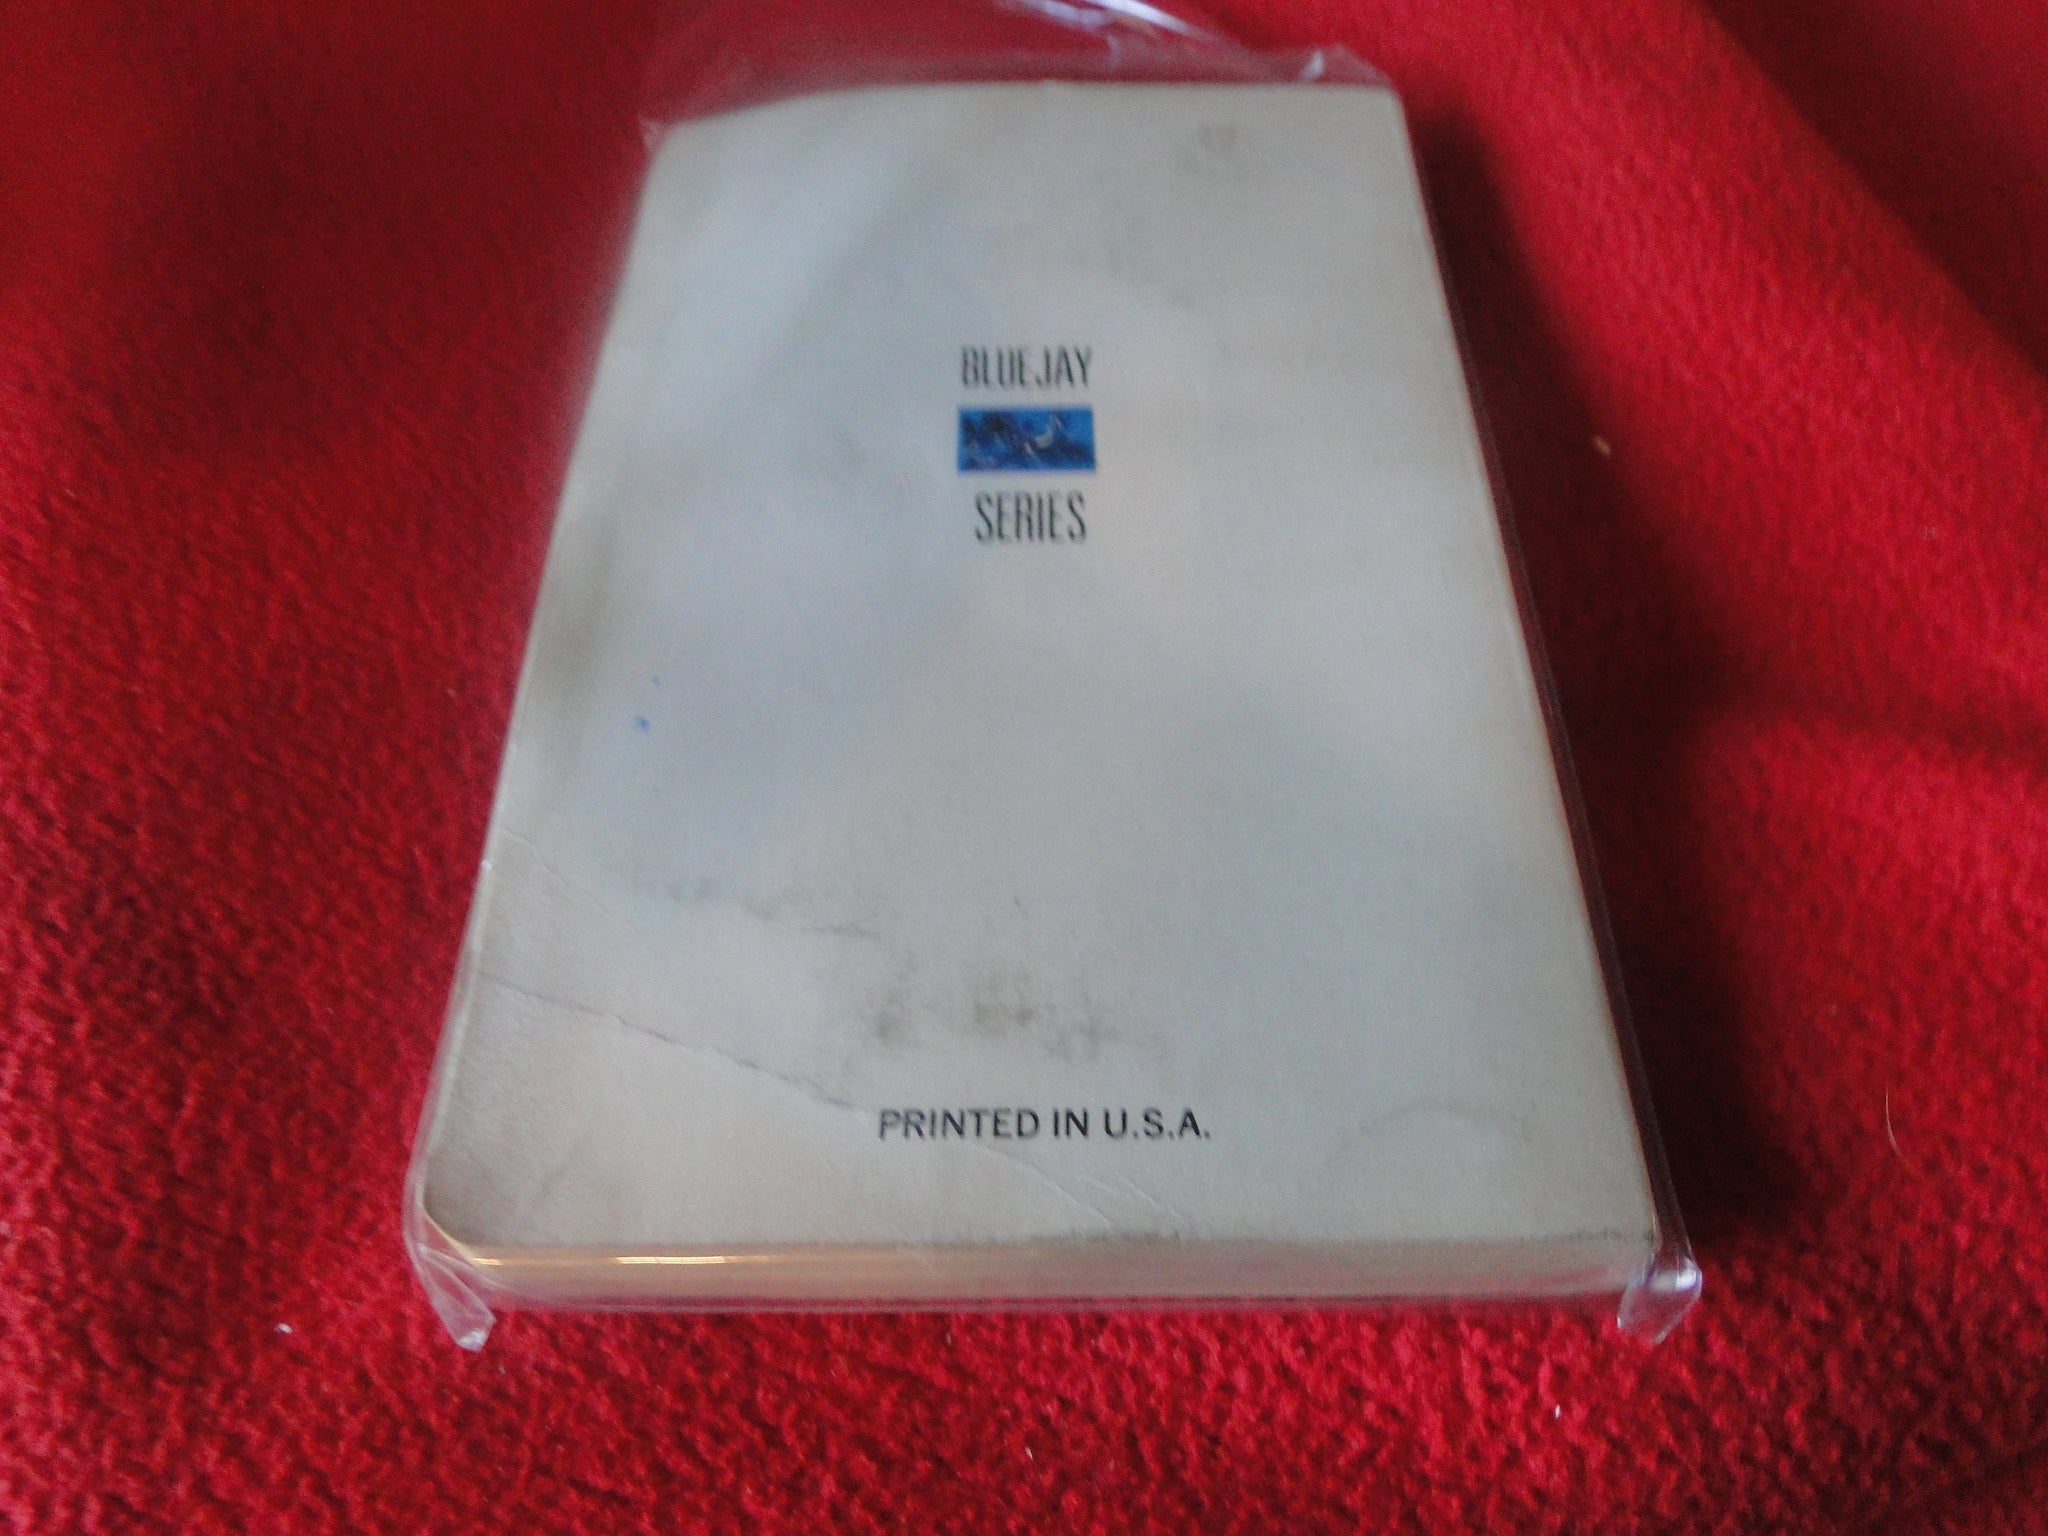 BLUEJAY
SERIES
PRINTED IN U.S.A.